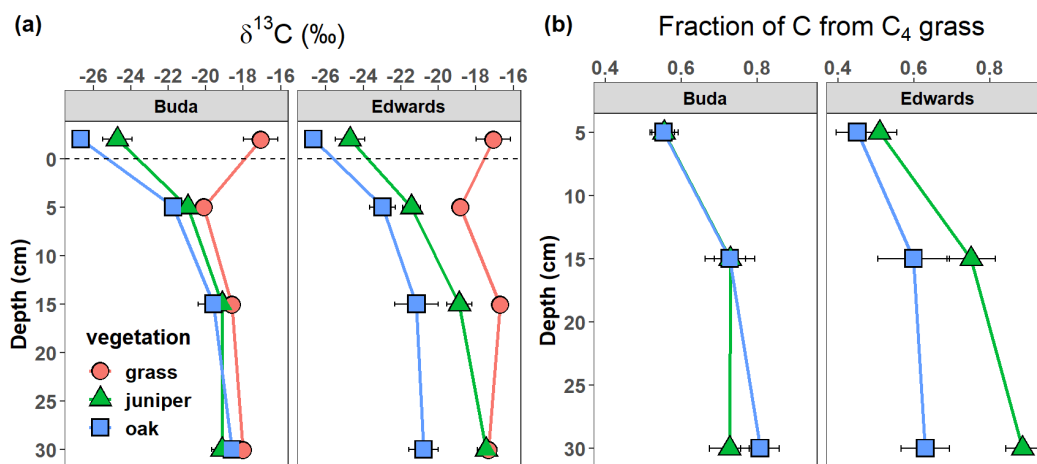 (a)
δ¹³C (‰)
-26 -24 -22 -20 -18 -16
-26 -24 -22 -20 -18 -16
Buda
Edwards
0
5
10
15
20
25
30
Depth (cm)
vegetation
grass
juniper
oak
(b)
Fraction of C from C₄ grass
0.4 0.6 0.8
0.4 0.6 0.8
Buda
Edwards
5
10
15
20
25
30
Depth (cm)